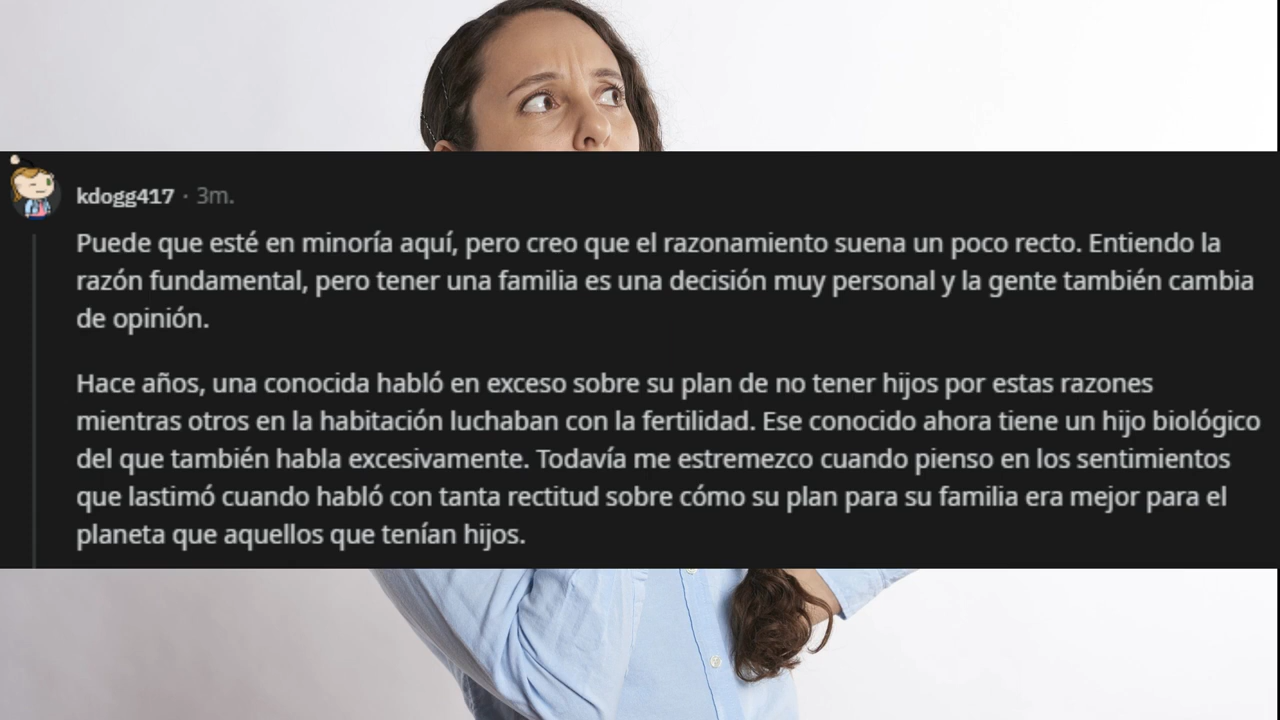 kdogg417 · 3m.
Puede que esté en minoría aquí, pero creo que el razonamiento suena un poco recto. Entiendo la
razón fundamental, pero tener una familia es una decisión muy personal y la gente también cambia
de opinión.
Hace años, una conocida habló en exceso sobre su plan de no tener hijos por estas razones
mientras otros en la habitación luchaban con la fertilidad. Ese conocido ahora tiene un hijo biológico
del que también habla excesivamente. Todavía me estremezco cuando pienso en los sentimientos
que lastimó cuando habló con tanta rectitud sobre cómo su plan para su familia era mejor para el
planeta que aquellos que tenían hijos.